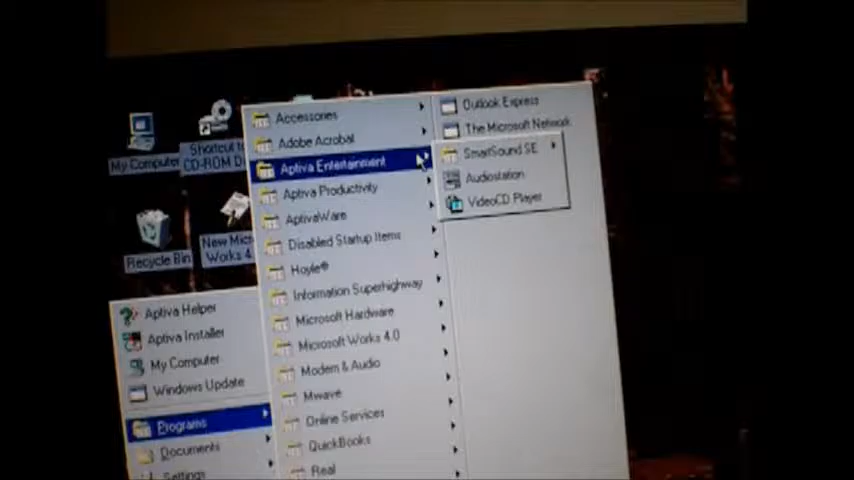 My Computer
Shortcut to
CD-ROM D
Recycle Bin
New Micr
Works 4.
Aptiva Helper
Aptiva Installer
My Computer
Windows Update
Programs
Documents
Settings
Accessories
Adobe Acrobat
Aptiva Entertainment
Aptiva Productivity
AptivaWare
Disabled Startup Items
Hoyle®
Information Superhighway
Microsoft Hardware
Microsoft Works 4.0
Modem & Audio
Mwave
Online Services
QuickBooks
Real
Outlook Express
The Microsoft Network
SmartSound SE
Audiostation
VideoCD Player